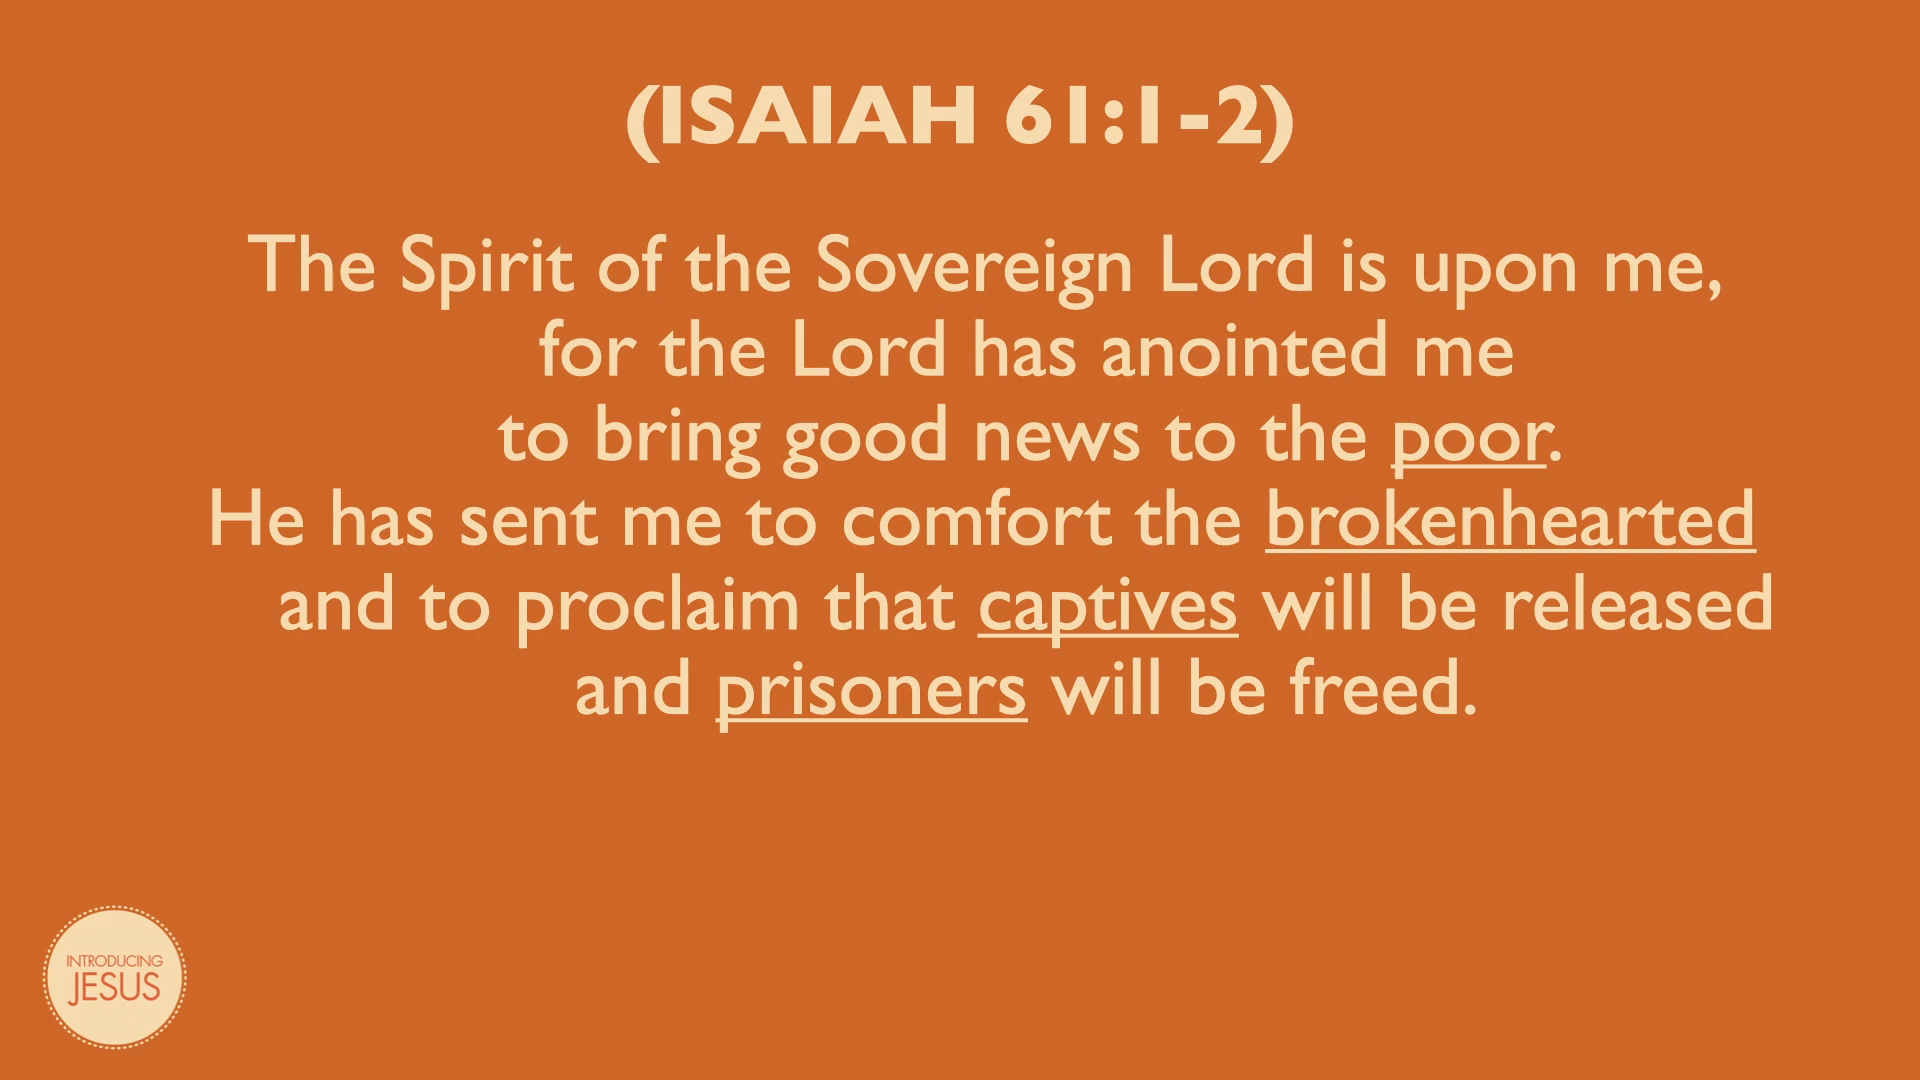 (ISAIAH 61:1-2)
The Spirit of the Sovereign Lord is upon me,
for the Lord has anointed me
to bring good news to the poor.
He has sent me to comfort the brokenhearted
and to proclaim that captives will be released
and prisoners will be freed.
INTRODUCING
JESUS